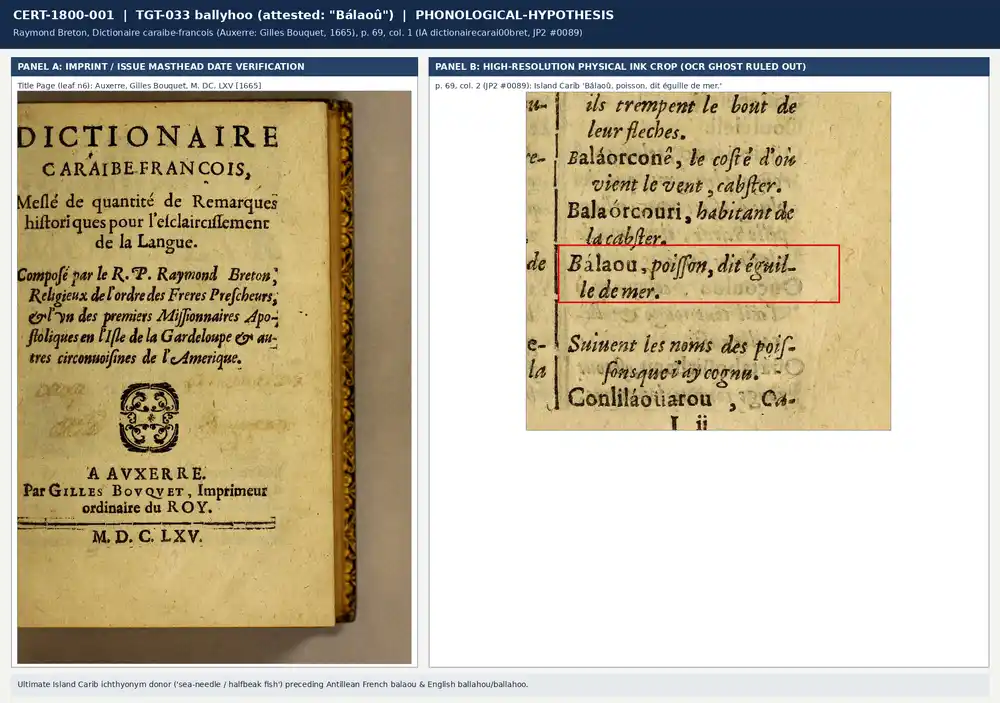 CERT-1800-001 | TGT-033 ballyhoo (attested: "Bálaoû") | PHONOLOGICAL-HYPOTHESIS
Raymond Breton, Dictionaire caraibe-francois (Auxerre: Gilles Bouquet, 1665), p. 69, col. 1 (IA dictionairecarai00bret, JP2 #0089)
PANEL A: IMPRINT / ISSUE MASTHEAD DATE VERIFICATION
Title Page (leaf n6): Auxerre, Gilles Bouquet, M. DC. LXV [1665]
DICTIONAIRE
CARAIBE-FRANCOIS,
Meslé de quantité de Remarques
historiques pour l'esclaircissement
de la Langue.
Composé par le R. P. Raymond Breton,
Religieux de l'ordre des Freres Prescheurs,
& l'vn des premiers Missionnaires Apo-
stoliques en l'Isle de la Gardeloupe & au-
tres circonuoisines de l'Amerique.
A AVXERRE.
Par GILLES BOVQVET, Imprimeur
ordinaire du ROY.
M. D. C. LXV.
PANEL B: HIGH-RESOLUTION PHYSICAL INK CROP (OCR GHOST RULED OUT)
p. 69, col. 2 (JP2 #0089): Island Carib 'Bálaoû, poisson, dit éguille de mer.'
u- ils trempent le bout de
leur fleches.
e- Baláorconê, le costé d'où
vient le vent, cabster.
Balaórcouri, habitant de
la cabster.
de Bálaou, poisson, dit éguil-
le de mer.
e- Suiuent les noms des pois-
la sons que i'ay cognu.
Conliláoüarou , Ca-
I ij
Ultimate Island Carib ichthyonym donor ('sea-needle / halfbeak fish') preceding Antillean French balaou & English ballahou/ballahoo.